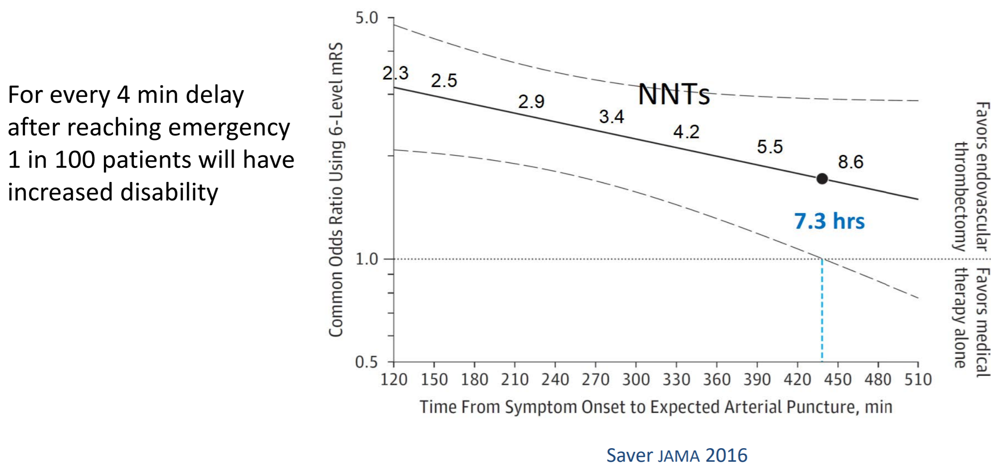 For every 4 min delay
after reaching emergency
1 in 100 patients will have
increased disability
Common Odds Ratio Using 6-Level mRS
5.0
1.0
0.5
2.3
2.5
2.9
3.4
4.2
5.5
8.6
NNTs
7.3 hrs
Favors endovascular
thrombectomy
Favors medical
therapy alone
120 150 180 210 240 270 300 330 360 390 420 450 480 510
Time From Symptom Onset to Expected Arterial Puncture, min
Saver JAMA 2016